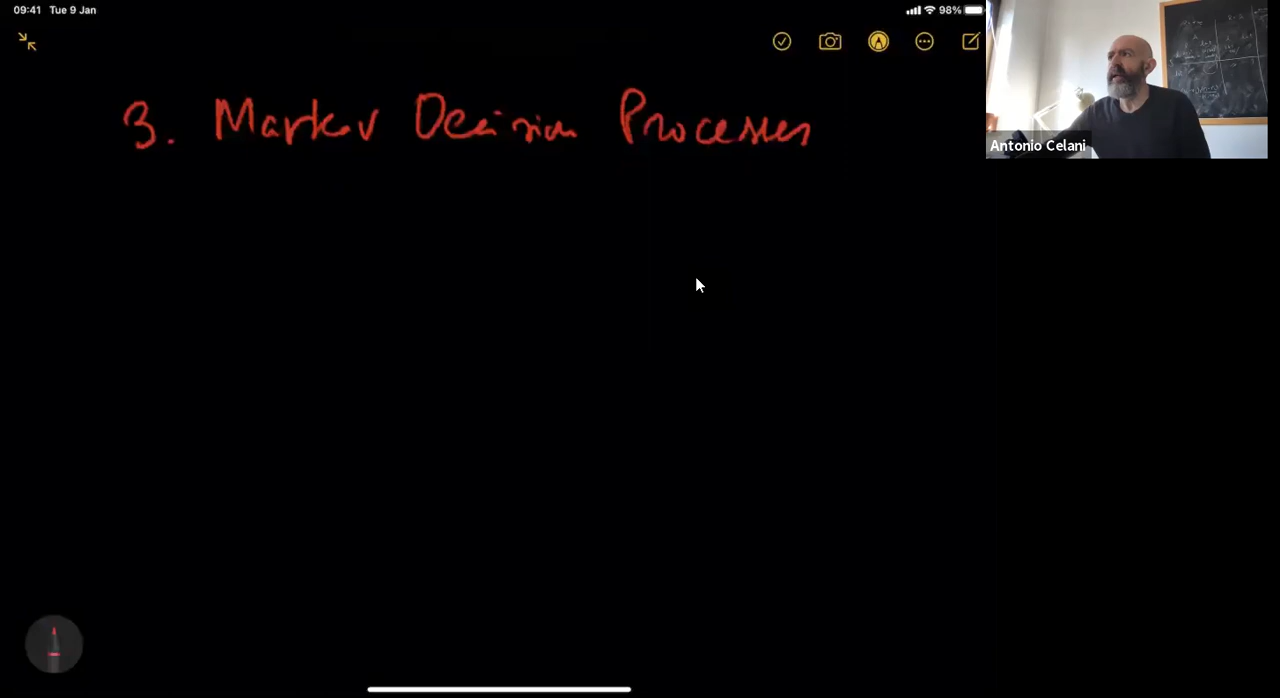 09:41 Tue 9 Jan
98%
3. Markov Decision Processes
Antonio Celani